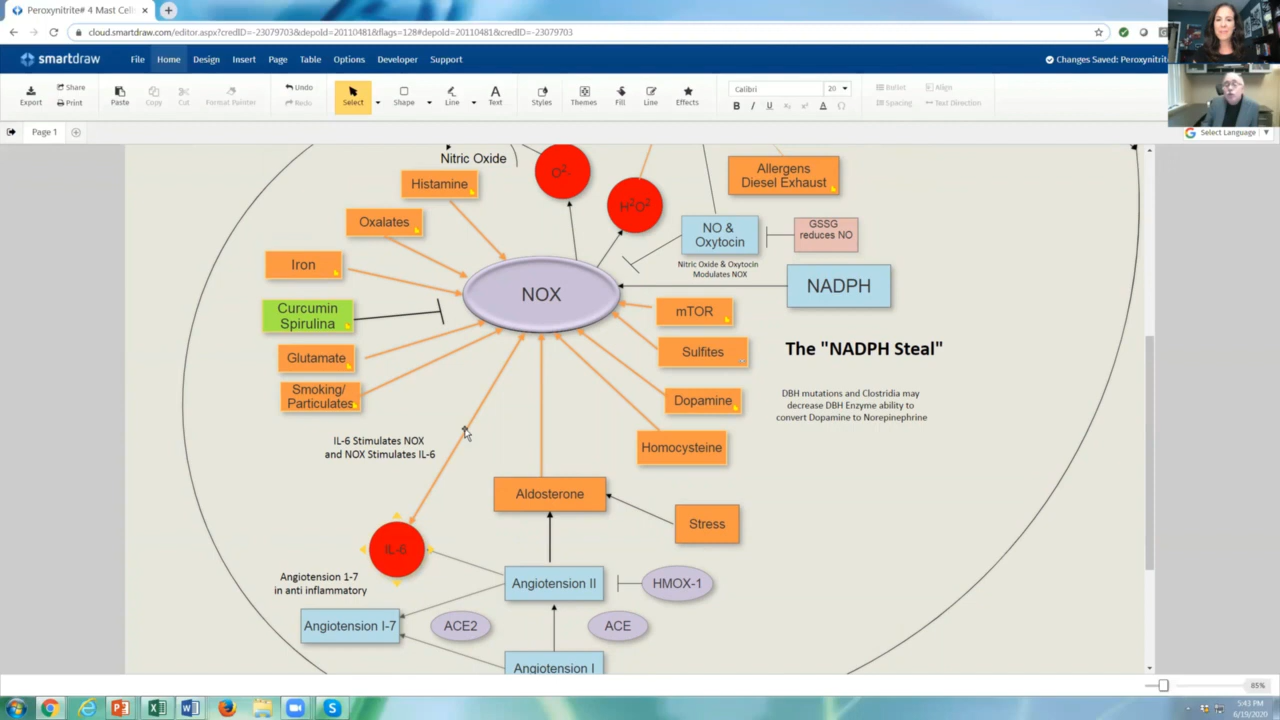 Peroxynitrite# 4 Mast Cel
cloud.smartdraw.com/editor.aspx?credID=-23079703&depoId=20110481&flags=128#depoId=20110481&credID=-23079703
smartdraw
File Home Design Insert Page Table Options Developer Support
Changes Saved: Peroxynitrit
Export
Share
Print
Paste
Copy
Cut
Format Painter
Undo
Redo
Select
Shape
Line
Text
Styles
Themes
Fill
Line
Effects
Calibri
20
B I U
Bullet
Align
Spacing
Text Direction
Page 1
Select Language
Nitric Oxide
O²-
H²O²
Allergens
Diesel Exhaust
Histamine
Oxalates
NO &
Oxytocin
GSSG
reduces NO
Nitric Oxide & Oxytocin
Modulates NOX
Iron
NOX
NADPH
Curcumin
Spirulina
mTOR
Glutamate
Sulfites
The "NADPH Steal"
Smoking/
Particulates
Dopamine
DBH mutations and Clostridia may
decrease DBH Enzyme ability to
convert Dopamine to Norepinephrine
IL-6 Stimulates NOX
and NOX Stimulates IL-6
Homocysteine
Aldosterone
Stress
IL-6
Angiotension 1-7
in anti inflammatory
Angiotension II
HMOX-1
Angiotension I-7
ACE2
ACE
Angiotension I
85%
5:43 PM
6/19/2020